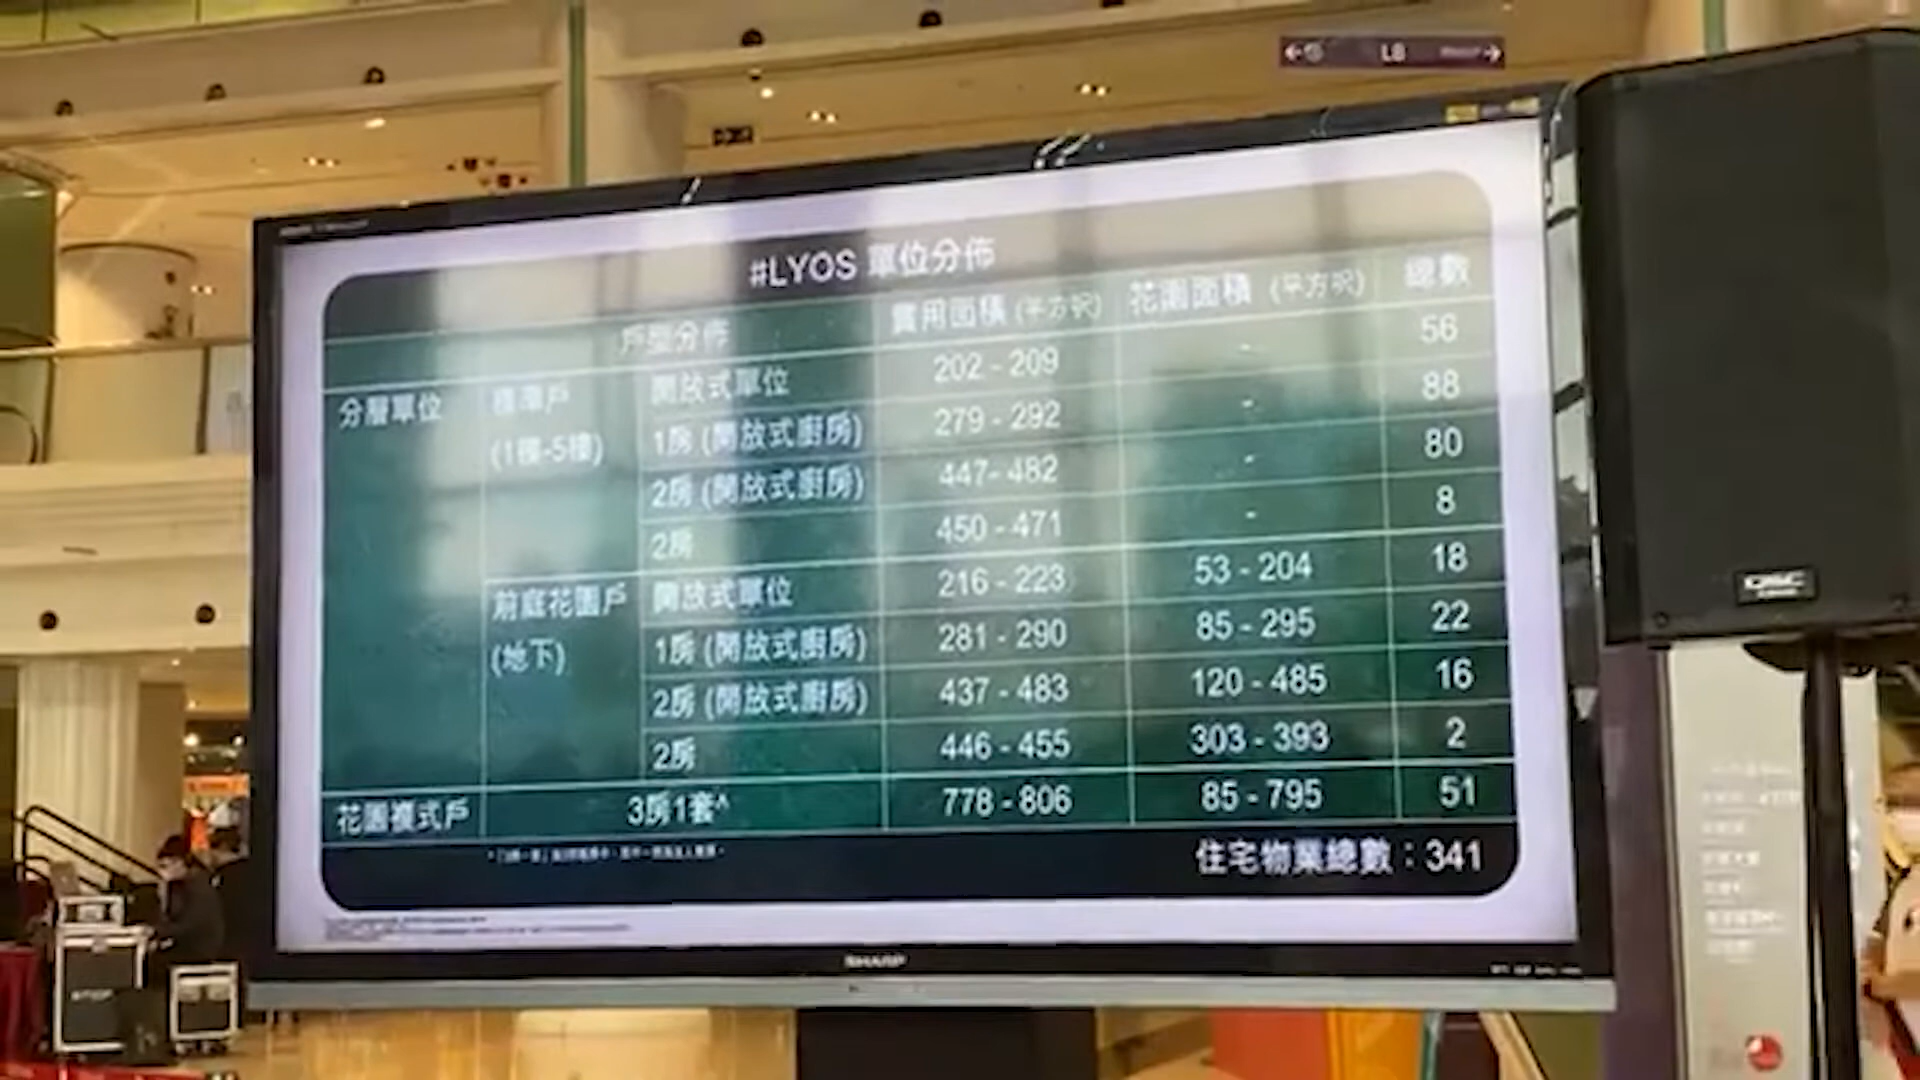 L8
#LYOS 單位分佈
戶型分佈 實用面積 (平方呎) 花園面積 (平方呎) 總數
分層單位 標準戶 (1樓-5樓) 開放式單位 202 - 209 - 56
1房 (開放式廚房) 279 - 292 - 88
2房 (開放式廚房) 447- 482 - 80
2房 450 - 471 - 8
前庭花園戶 (地下) 開放式單位 216 - 223 53 - 204 18
1房 (開放式廚房) 281 - 290 85 - 295 22
2房 (開放式廚房) 437 - 483 120 - 485 16
2房 446 - 455 303 - 393 2
花園複式戶 3房1套^ 778 - 806 85 - 795 51
住宅物業總數：341
SHARP
QSC